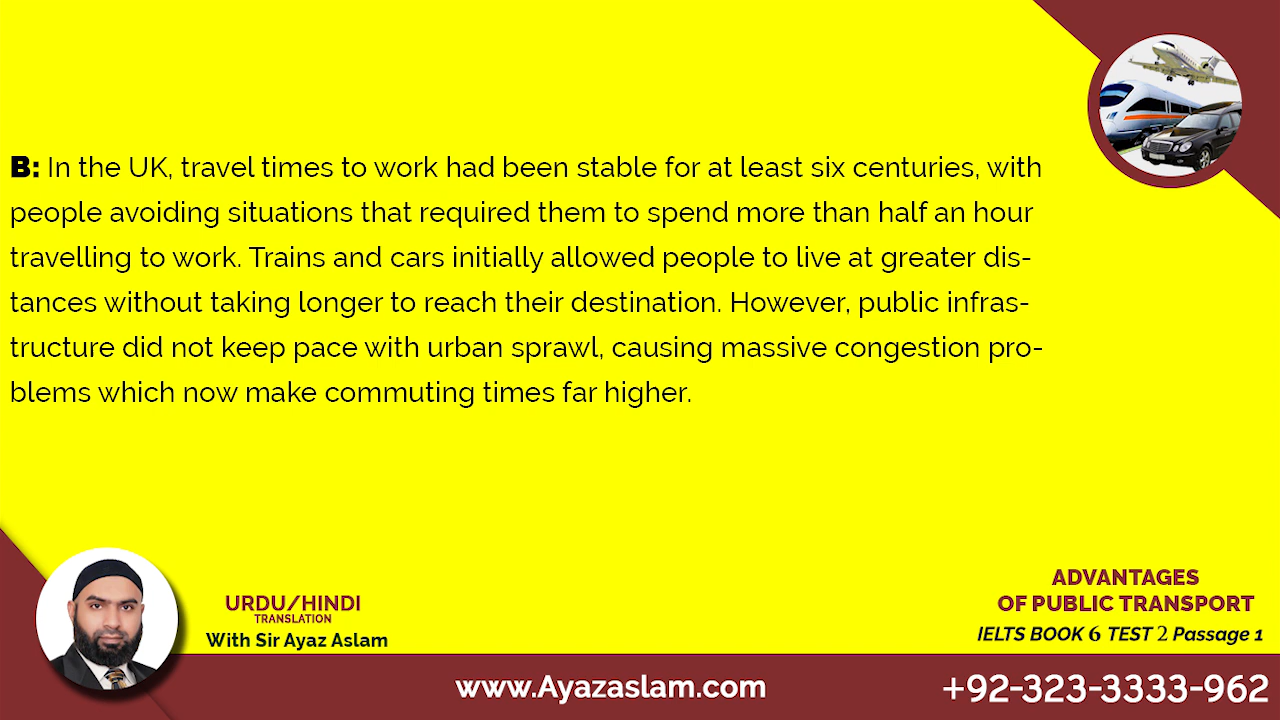 B: In the UK, travel times to work had been stable for at least six centuries, with
people avoiding situations that required them to spend more than half an hour
travelling to work. Trains and cars initially allowed people to live at greater dis-
tances without taking longer to reach their destination. However, public infras-
tructure did not keep pace with urban sprawl, causing massive congestion pro-
blems which now make commuting times far higher.
URDU/HINDI
TRANSLATION
With Sir Ayaz Aslam
ADVANTAGES
OF PUBLIC TRANSPORT
IELTS BOOK 6 TEST 2 Passage 1
www.Ayazaslam.com
+92-323-3333-962